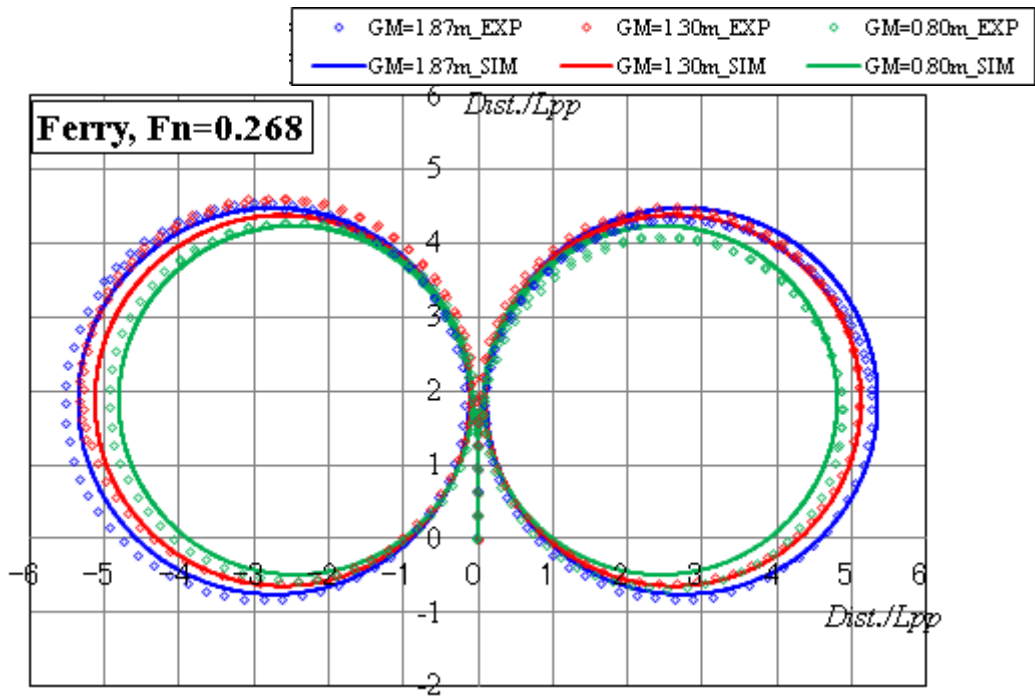 GM=1.87m_EXP GM=1.30m_EXP GM=0.80m_EXP
GM=1.87m_SIM GM=1.30m_SIM GM=0.80m_SIM
6 Dist./Lpp
Ferry, Fn=0.268
5
4
3
2
1
0
-6 -5 -4 -3 -2 -1 0 1 2 3 4 5 6
-1
Dist./Lpp
-2